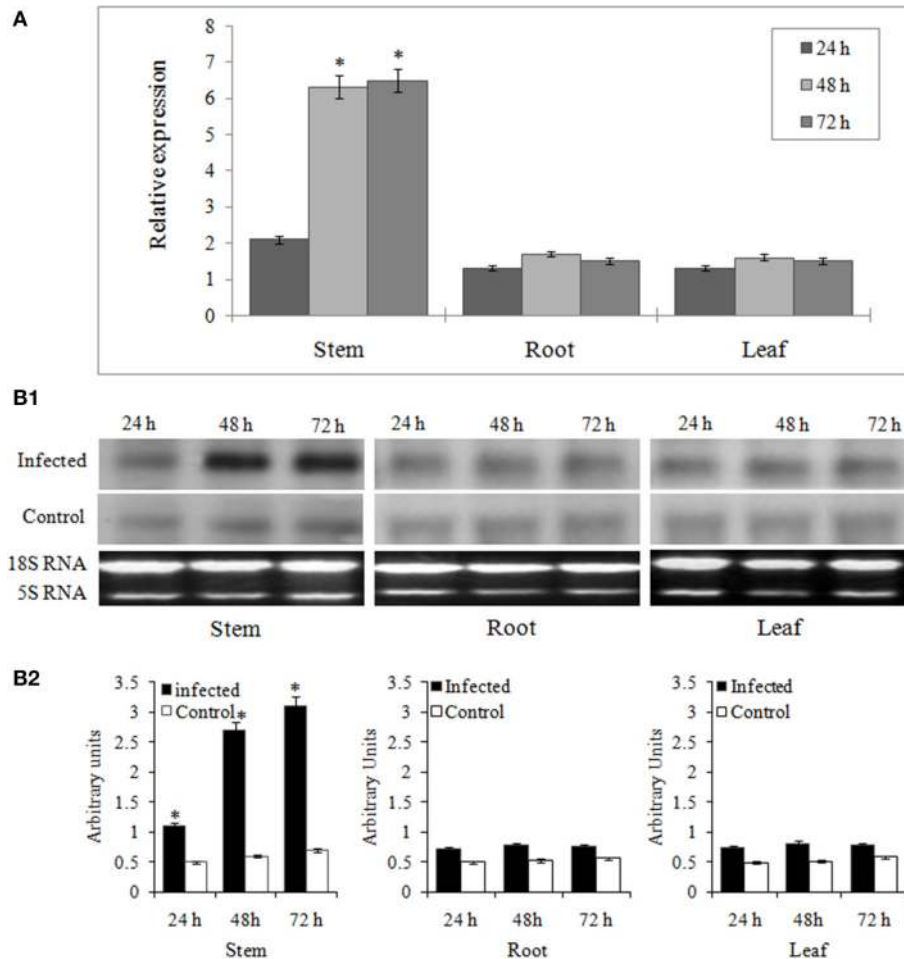 A
Relative expression
8
7
6
5
4
3
2
1
0
* *
24 h
48 h
72 h
Stem Root Leaf
B1
24 h 48 h 72 h 24 h 48 h 72 h 24 h 48 h 72 h
Infected
Control
18S RNA
5S RNA
Stem Root Leaf
B2
Arbitrary units
3.5
3
2.5
2
1.5
1
0.5
0
infected
Control
* * *
24 h 48h 72 h
Stem
Arbitrary units
3.5
3
2.5
2
1.5
1
0.5
0
Infected
Control
24 h 48 h 72 h
Root
Arbitrary Units
3.5
3
2.5
2
1.5
1
0.5
0
Infected
Control
24 h 48 h 72 h
Leaf